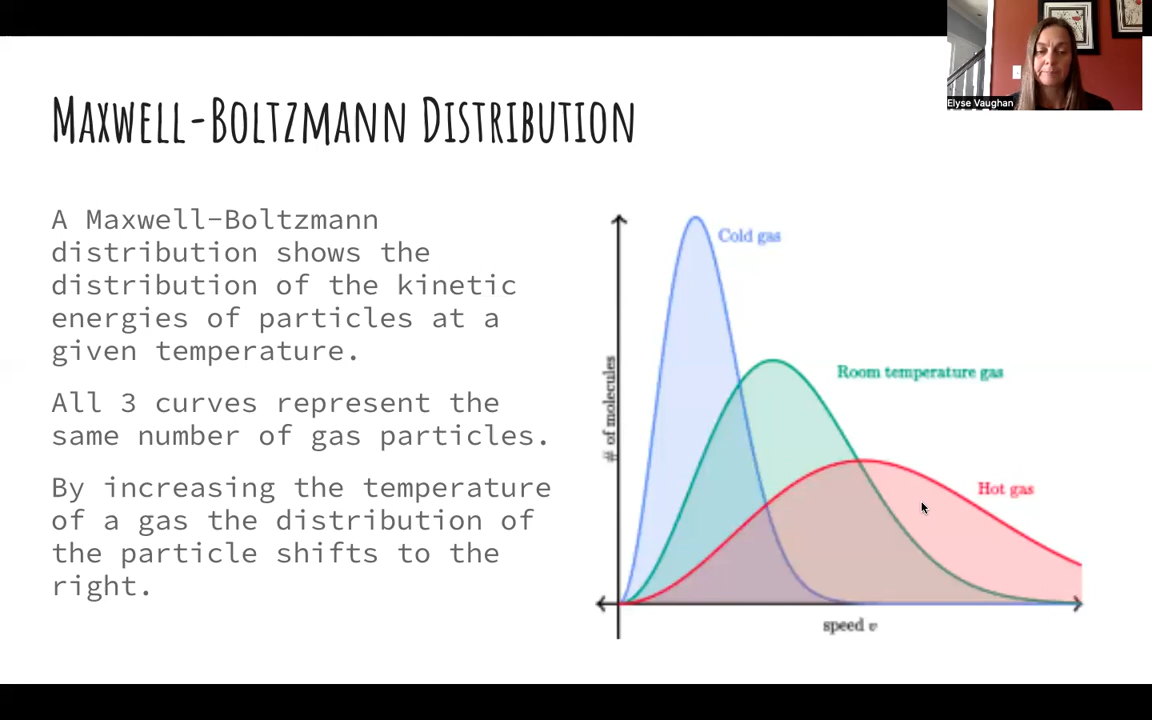 Elyse Vaughan
MAXWELL-BOLTZMANN DISTRIBUTION
A Maxwell-Boltzmann
distribution shows the
distribution of the kinetic
energies of particles at a
given temperature.
All 3 curves represent the
same number of gas particles.
By increasing the temperature
of a gas the distribution of
the particle shifts to the
right.
Cold gas
Room temperature gas
Hot gas
# of molecules
speed v